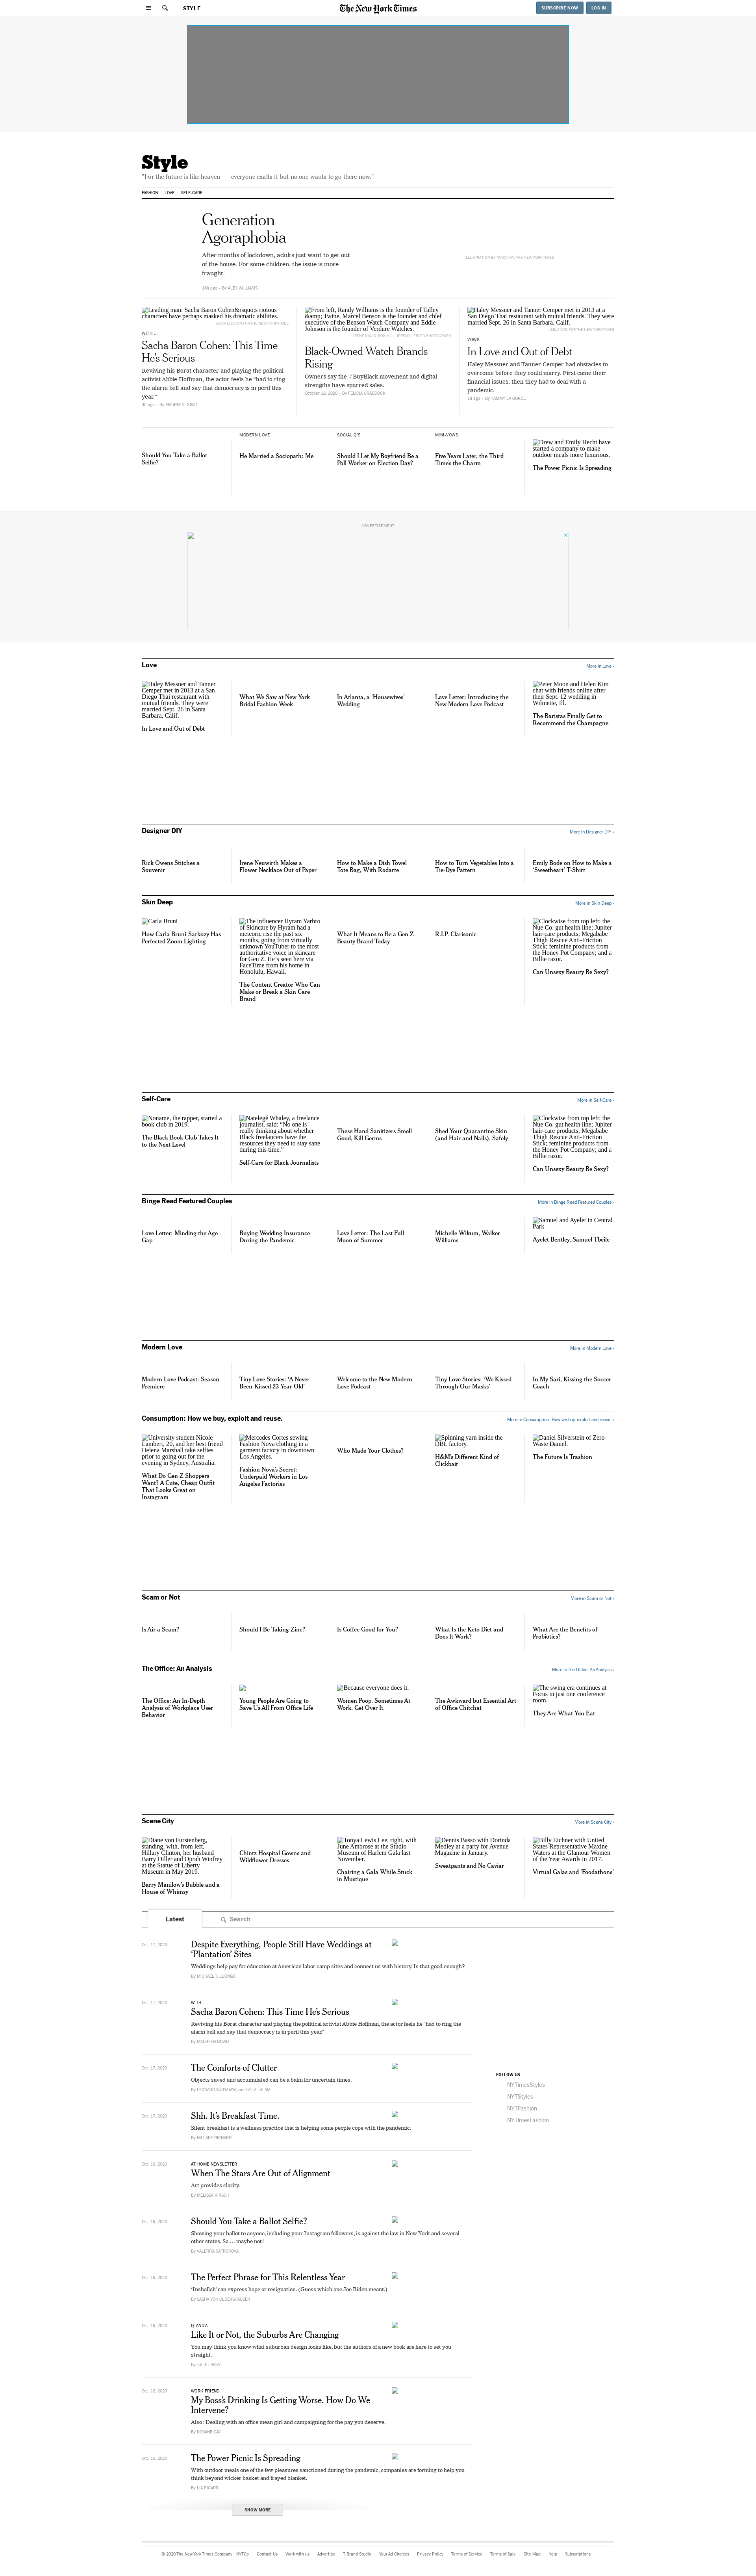 STYLE
The New York Times
SUBSCRIBE NOW
LOG IN
Style
"For the future is like heaven — everyone exalts it but no one wants to go there now."
FASHION
LOVE
SELF-CARE
Generation
Agoraphobia
After months of lockdown, adults just want to get out
of the house. For some children, the issue is more
fraught.
16h ago · By ALEX WILLIAMS
Leading man: Sacha Baron Cohen&rsquo;s riotous
characters have perfeps masked his dramatic abilities.
WITH ...
Sacha Baron Cohen: This Time
He's Serious
Reviving his Borat character and playing the political
activist Abbie Hoffman, the actor feels he "had to ring
the alarm bell and say that democracy is in peril this
year."
4h ago · By MAUREEN DOWD
From left, Randy Williams is the founder of Talley
&amp; Twine, Marcel Benson is the founder and chief
executive of the Benson Watch Company and Eddie
Johnson is the founder of Verdure Watches.
Black-Owned Watch Brands
Rising
Owners say the #BuyBlack movement and digital
strengths have spurred sales.
October 12, 2020 · By FELICIA CRADDOCK
Haley Messner and Tanner Cemper met in 2013 at a
San Diego Thai restaurant with mutual friends. They were
married Sept. 26 in Santa Barbara, Calif.
VOWS
In Love and Out of Debt
Haley Messner and Tanner Cemper had obstacles to
overcome before they could marry. First came their
financial issues, then they had to deal with a
pandemic.
1d ago · By TAMMY LA GORCE
Should You Take a Ballot
Selfie?
MODERN LOVE
He Married a Sociopath: Me
SOCIAL Q'S
Should I Let My Boyfriend Be a
Poll Worker on Election Day?
MINI-VOWS
Five Years Later, the Third
Time's the Charm
Drew and Emily Hecht have
started a company to make
outdoor meals more luxurious.
The Power Picnic Is Spreading
ADVERTISEMENT
Love
More in Love ›
Haley Messner and Tanner
Cemper met in 2013 at a San
Diego Thai restaurant with
mutual friends. They were
married Sept. 26 in Santa
Barbara, Calif.
In Love and Out of Debt
What We Saw at New York
Bridal Fashion Week
In Atlanta, a 'Housewives'
Wedding
Love Letter: Introducing the
New Modern Love Podcast
Peter Moon and Helen Kim
chat with friends online after
their Sept. 12 wedding in
Wilmette, Ill.
The Baristas Finally Get to
Recommend the Champagne
Designer DIY
More in Designer DIY ›
Rick Owens Stitches a
Souvenir
Irene Neuwirth Makes a
Flower Necklace Out of Paper
How to Make a Dish Towel
Tote Bag, With Rodarte
How to Turn Vegetables Into a
Tie-Dye Pattern
Emily Bode on How to Make a
'Sweetheart' T-Shirt
Skin Deep
More in Skin Deep ›
Carla Bruni
How Carla Bruni-Sarkozy Has
Perfected Zoom Lighting
The influencer Hyram Yarbro
of Skincare by Hyram had a
meteoric rise the past six
months, going from virtually
unknown YouTuber to the most
authoritative voice in skincare
for Gen Z. He's seen here via
FaceTime from his home in
Honolulu, Hawaii.
The Content Creator Who Can
Make or Break a Skin Care
Brand
What It Means to Be a Gen Z
Beauty Brand Today
R.I.P. Clarisonic
Clockwise from top left: the
Nue Co. gut health line; Jupiter
hair-care products; Megababe
Thigh Rescue Anti-Friction
Stick; feminine products from
the Honey Pot Company; and a
Billie razor.
Can Unsexy Beauty Be Sexy?
Self-Care
More in Self-Care ›
Noname, the rapper, started a
book club in 2019.
The Black Book Club Takes It
to the Next Level
Natelegé Whaley, a freelance
journalist, said: "No one is
really thinking about whether
Black freelancers have the
resources they need to stay sane
during this time."
Self-Care for Black Journalists
These Hand Sanitizers Smell
Good, Kill Germs
Shed Your Quarantine Skin
(and Hair and Nails), Safely
Clockwise from top left: the
Nue Co. gut health line; Jupiter
hair-care products; Megababe
Thigh Rescue Anti-Friction
Stick; feminine products from
the Honey Pot Company; and a
Billie razor.
Can Unsexy Beauty Be Sexy?
Binge Read Featured Couples
More in Binge Read Featured Couples ›
Love Letter: Minding the Age
Gap
Buying Wedding Insurance
During the Pandemic
Love Letter: The Last Full
Moon of Summer
Michelle Wikum, Walker
Williams
Samuel and Ayelet in Central
Park
Ayelet Bentley, Samuel Tbeile
Modern Love
More in Modern Love ›
Modern Love Podcast: Season
Premiere
Tiny Love Stories: 'A Never-
Been-Kissed 23-Year-Old'
Welcome to the New Modern
Love Podcast
Tiny Love Stories: 'We Kissed
Through Our Masks'
In My Sari, Kissing the Soccer
Coach
Consumption: How we buy, exploit and reuse.
More in Consumption: How we buy, exploit and reuse. ›
University student Nicole
Lambert, 20, and her best friend
Helena Marshall take selfies
prior to going out for the
evening in Sydney, Australia.
What Do Gen Z Shoppers
Want? A Cute, Cheap Outfit
That Looks Great on
Instagram
Mercedes Cortes sewing
Fashion Nova clothing in a
garment factory in downtown
Los Angeles.
Fashion Nova's Secret:
Underpaid Workers in Los
Angeles Factories
Who Made Your Clothes?
Spinning yarn inside the
DBL factory.
H&M's Different Kind of
Clickbait
Daniel Silverstein of Zero
Waste Daniel.
The Future Is Trashion
Scam or Not
More in Scam or Not ›
Is Air a Scam?
Should I Be Taking Zinc?
Is Coffee Good for You?
What Is the Keto Diet and
Does It Work?
What Are the Benefits of
Probiotics?
The Office: An Analysis
More in The Office: An Analysis ›
The Office: An In-Depth
Analysis of Workplace User
Behavior
Young People Are Going to
Save Us All From Office Life
Because everyone does it.
Women Poop. Sometimes At
Work. Get Over It.
The Awkward but Essential Art
of Office Chitchat
The swing era continues at
Focus in just one conference
room.
They Are What You Eat
Scene City
More in Scene City ›
Diane von Furstenberg,
standing, with, from left,
Hillary Clinton, her husband
Barry Diller and Oprah Winfrey
at the Statue of Liberty
Museum in May 2019.
Barry Manilow's Bubble and a
House of Whimsy
Chintz Hospital Gowns and
Wildflower Dresses
Tonya Lewis Lee, right, with
June Ambrose at the Studio
Museum of Harlem Gala last
November.
Chairing a Gala While Stuck
in Mustique
Dennis Basso with Dorinda
Medley at a party for Avenue
Magazine in January.
Sweatpants and No Caviar
Billy Eichner with United
States Representative Maxine
Waters at the Glamour Women
of the Year Awards in 2017.
Virtual Galas and 'Foodathons'
Latest
Search
Oct. 17, 2020
Despite Everything, People Still Have Weddings at
'Plantation' Sites
Weddings help pay for education at American labor camp sites and connect us with history. Is that good enough?
By MICHAEL T. LUONGO
Oct. 17, 2020
WITH ...
Sacha Baron Cohen: This Time He's Serious
Reviving his Borat character and playing the political activist Abbie Hoffman, the actor feels he "had to ring the
alarm bell and say that democracy is in peril this year."
By MAUREEN DOWD
Oct. 17, 2020
The Comforts of Clutter
Objects saved and accumulated can be a balm for uncertain times.
Oct. 17, 2020
Shh. It's Breakfast Time.
Silent breakfast is a wellness practice that is helping some people cope with the pandemic.
By HILLARY RICHARD
Oct. 16, 2020
AT HOME NEWSLETTER
When The Stars Are Out of Alignment
Art provides clarity.
By MELISSA KIRSCH
Oct. 16, 2020
Should You Take a Ballot Selfie?
Showing your ballot to anyone, including your Instagram followers, is against the law in New York and several
other states. So ... maybe not!
By VALERIYA SAFRONOVA
Oct. 16, 2020
The Perfect Phrase for This Relentless Year
'Inshallah' can express hope or resignation. (Guess which one Joe Biden meant.)
By SASHA VON OLDERSHAUSEN
Oct. 16, 2020
Q. AND A.
Like It or Not, the Suburbs Are Changing
You may think you know what suburban design looks like, but the authors of a new book are here to set you
straight.
By JULIE LASKY
Oct. 16, 2020
WORK FRIEND
My Boss's Drinking Is Getting Worse. How Do We
Intervene?
Also: Dealing with an office mean girl and campaigning for the pay you deserve.
By ROXANE GAY
Oct. 16, 2020
The Power Picnic Is Spreading
With outdoor meals one of the few pleasures sanctioned during the pandemic, companies are forming to help you
think beyond wicker basket and frayed blanket.
By LIA PICARD
SHOW MORE
FOLLOW US
NYTimesStyles
NYTStyles
NYTFashion
NYTimesFashion
© 2020 The New York Times Company
NYTCo
Contact Us
Work with us
Advertise
T Brand Studio
Your Ad Choices
Privacy Policy
Terms of Service
Terms of Sale
Site Map
Help
Subscriptions